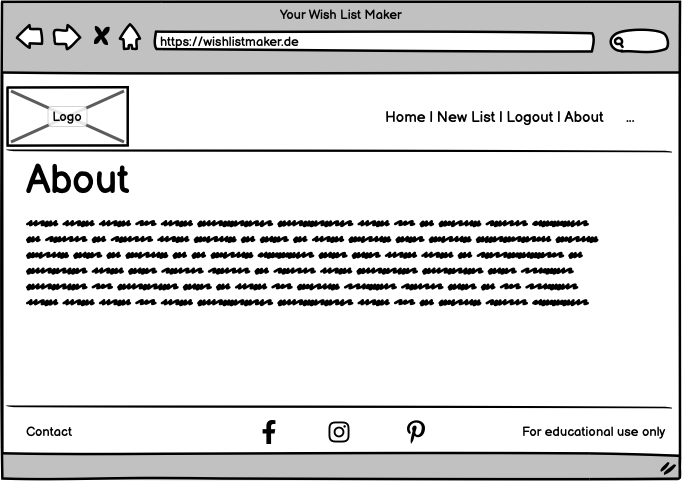 Your Wish List Maker
https://wishlistmaker.de
Logo
Home | New List | Logout | About ...
About
Contact
For educational use only